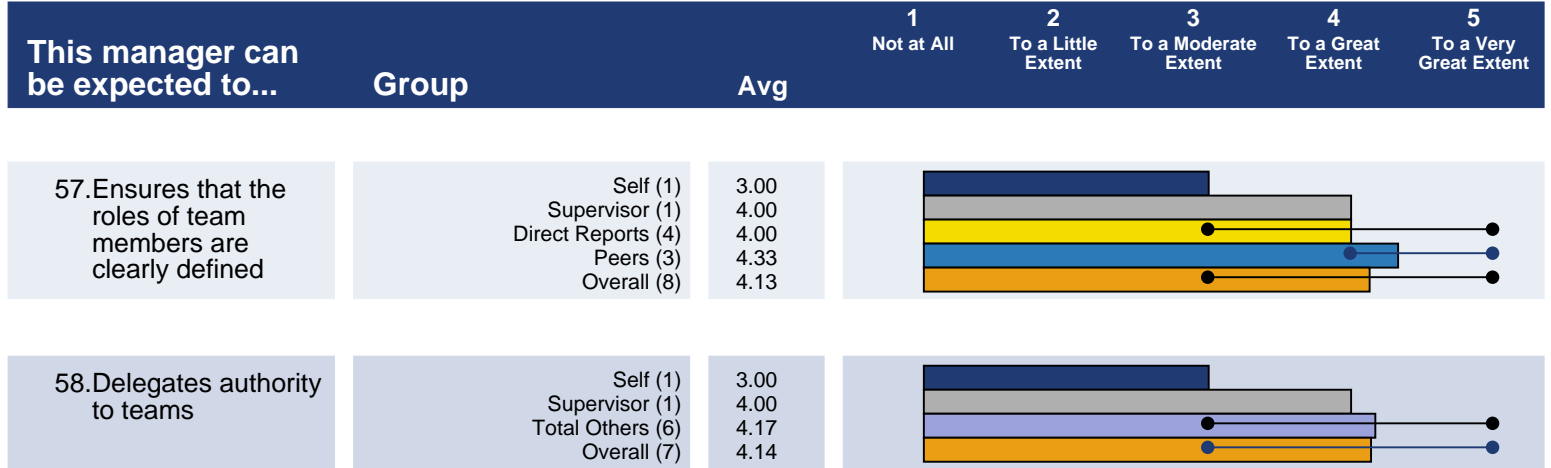 This manager can
be expected to...
Group
Avg
1
Not at All
2
To a Little
Extent
3
To a Moderate
Extent
4
To a Great
Extent
5
To a Very
Great Extent
57.Ensures that the
roles of team
members are
clearly defined
Self (1) 3.00
Supervisor (1) 4.00
Direct Reports (4) 4.00
Peers (3) 4.33
Overall (8) 4.13
58.Delegates authority
to teams
Self (1) 3.00
Supervisor (1) 4.00
Total Others (6) 4.17
Overall (7) 4.14